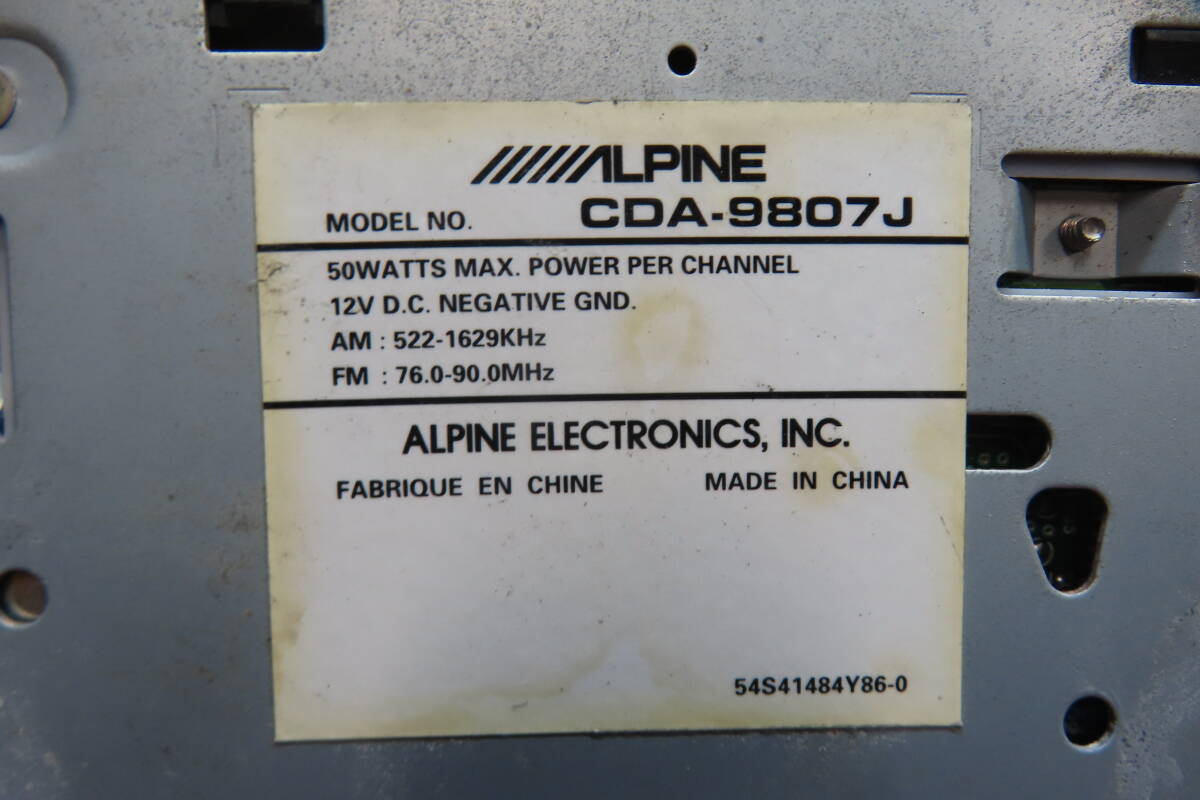 ALPINE
MODEL NO. CDA-9807J
50WATTS MAX. POWER PER CHANNEL
12V D.C. NEGATIVE GND.
AM : 522-1629KHz
FM : 76.0-90.0MHz
ALPINE ELECTRONICS, INC.
FABRIQUE EN CHINE MADE IN CHINA
54S41484Y86-0